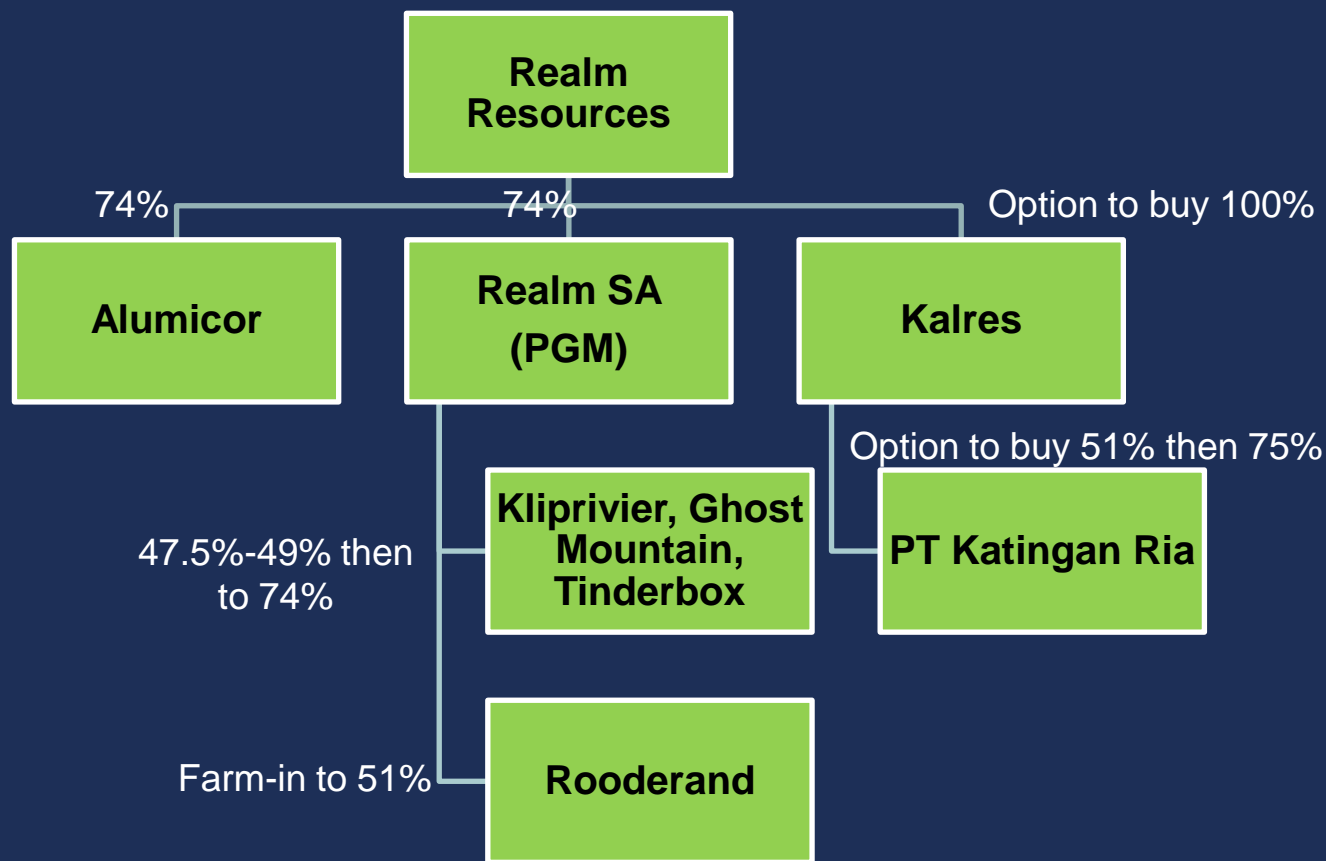 Realm
Resources
74%
74%
Option to buy 100%
Alumicor
Realm SA
(PGM)
Kalres
Option to buy 51% then 75%
Kliprivier, Ghost
Mountain,
Tinderbox
PT Katingan Ria
47.5%-49% then
to 74%
Farm-in to 51%
Rooderand